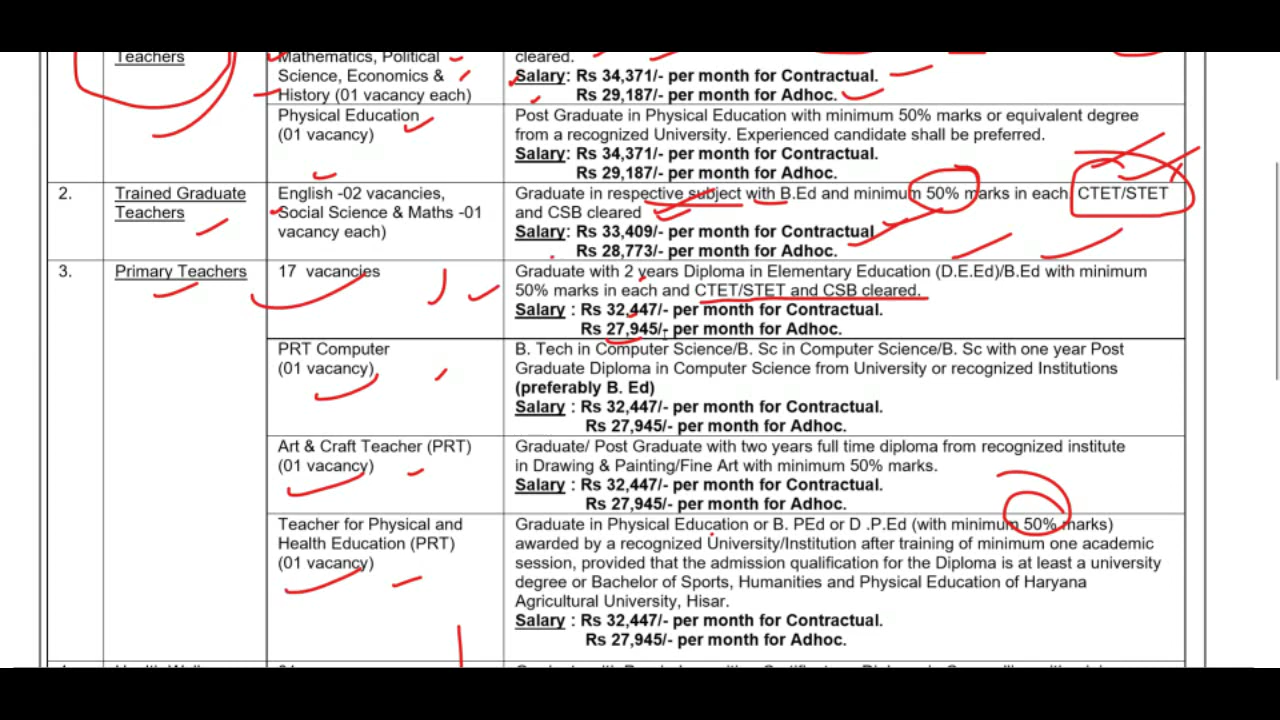 Teachers
Mathematics, Political
Science, Economics &
History (01 vacancy each)
cleared.
Salary: Rs 34,371/- per month for Contractual.
Rs 29,187/- per month for Adhoc.
Physical Education
(01 vacancy)
Post Graduate in Physical Education with minimum 50% marks or equivalent degree
from a recognized University. Experienced candidate shall be preferred.
Salary: Rs 34,371/- per month for Contractual.
Rs 29,187/- per month for Adhoc.
2.
Trained Graduate
Teachers
English -02 vacancies,
Social Science & Maths -01
vacancy each)
Graduate in respective subject with B.Ed and minimum 50% marks in each CTET/STET
and CSB cleared
Salary: Rs 33,409/- per month for Contractual
Rs 28,773/- per month for Adhoc.
3.
Primary Teachers
17 vacancies
Graduate with 2 years Diploma in Elementary Education (D.E.Ed)/B.Ed with minimum
50% marks in each and CTET/STET and CSB cleared.
Salary : Rs 32,447/- per month for Contractual.
Rs 27,945/- per month for Adhoc.
PRT Computer
(01 vacancy)
B. Tech in Computer Science/B. Sc in Computer Science/B. Sc with one year Post
Graduate Diploma in Computer Science from University or recognized Institutions
(preferably B. Ed)
Salary : Rs 32,447/- per month for Contractual.
Rs 27,945/- per month for Adhoc.
Art & Craft Teacher (PRT)
(01 vacancy)
Graduate/ Post Graduate with two years full time diploma from recognized institute
in Drawing & Painting/Fine Art with minimum 50% marks.
Salary : Rs 32,447/- per month for Contractual.
Rs 27,945/- per month for Adhoc.
Teacher for Physical and
Health Education (PRT)
(01 vacancy)
Graduate in Physical Education or B. PEd or D .P.Ed (with minimum 50% marks)
awarded by a recognized University/Institution after training of minimum one academic
session, provided that the admission qualification for the Diploma is at least a university
degree or Bachelor of Sports, Humanities and Physical Education of Haryana
Agricultural University, Hisar.
Salary : Rs 32,447/- per month for Contractual.
Rs 27,945/- per month for Adhoc.